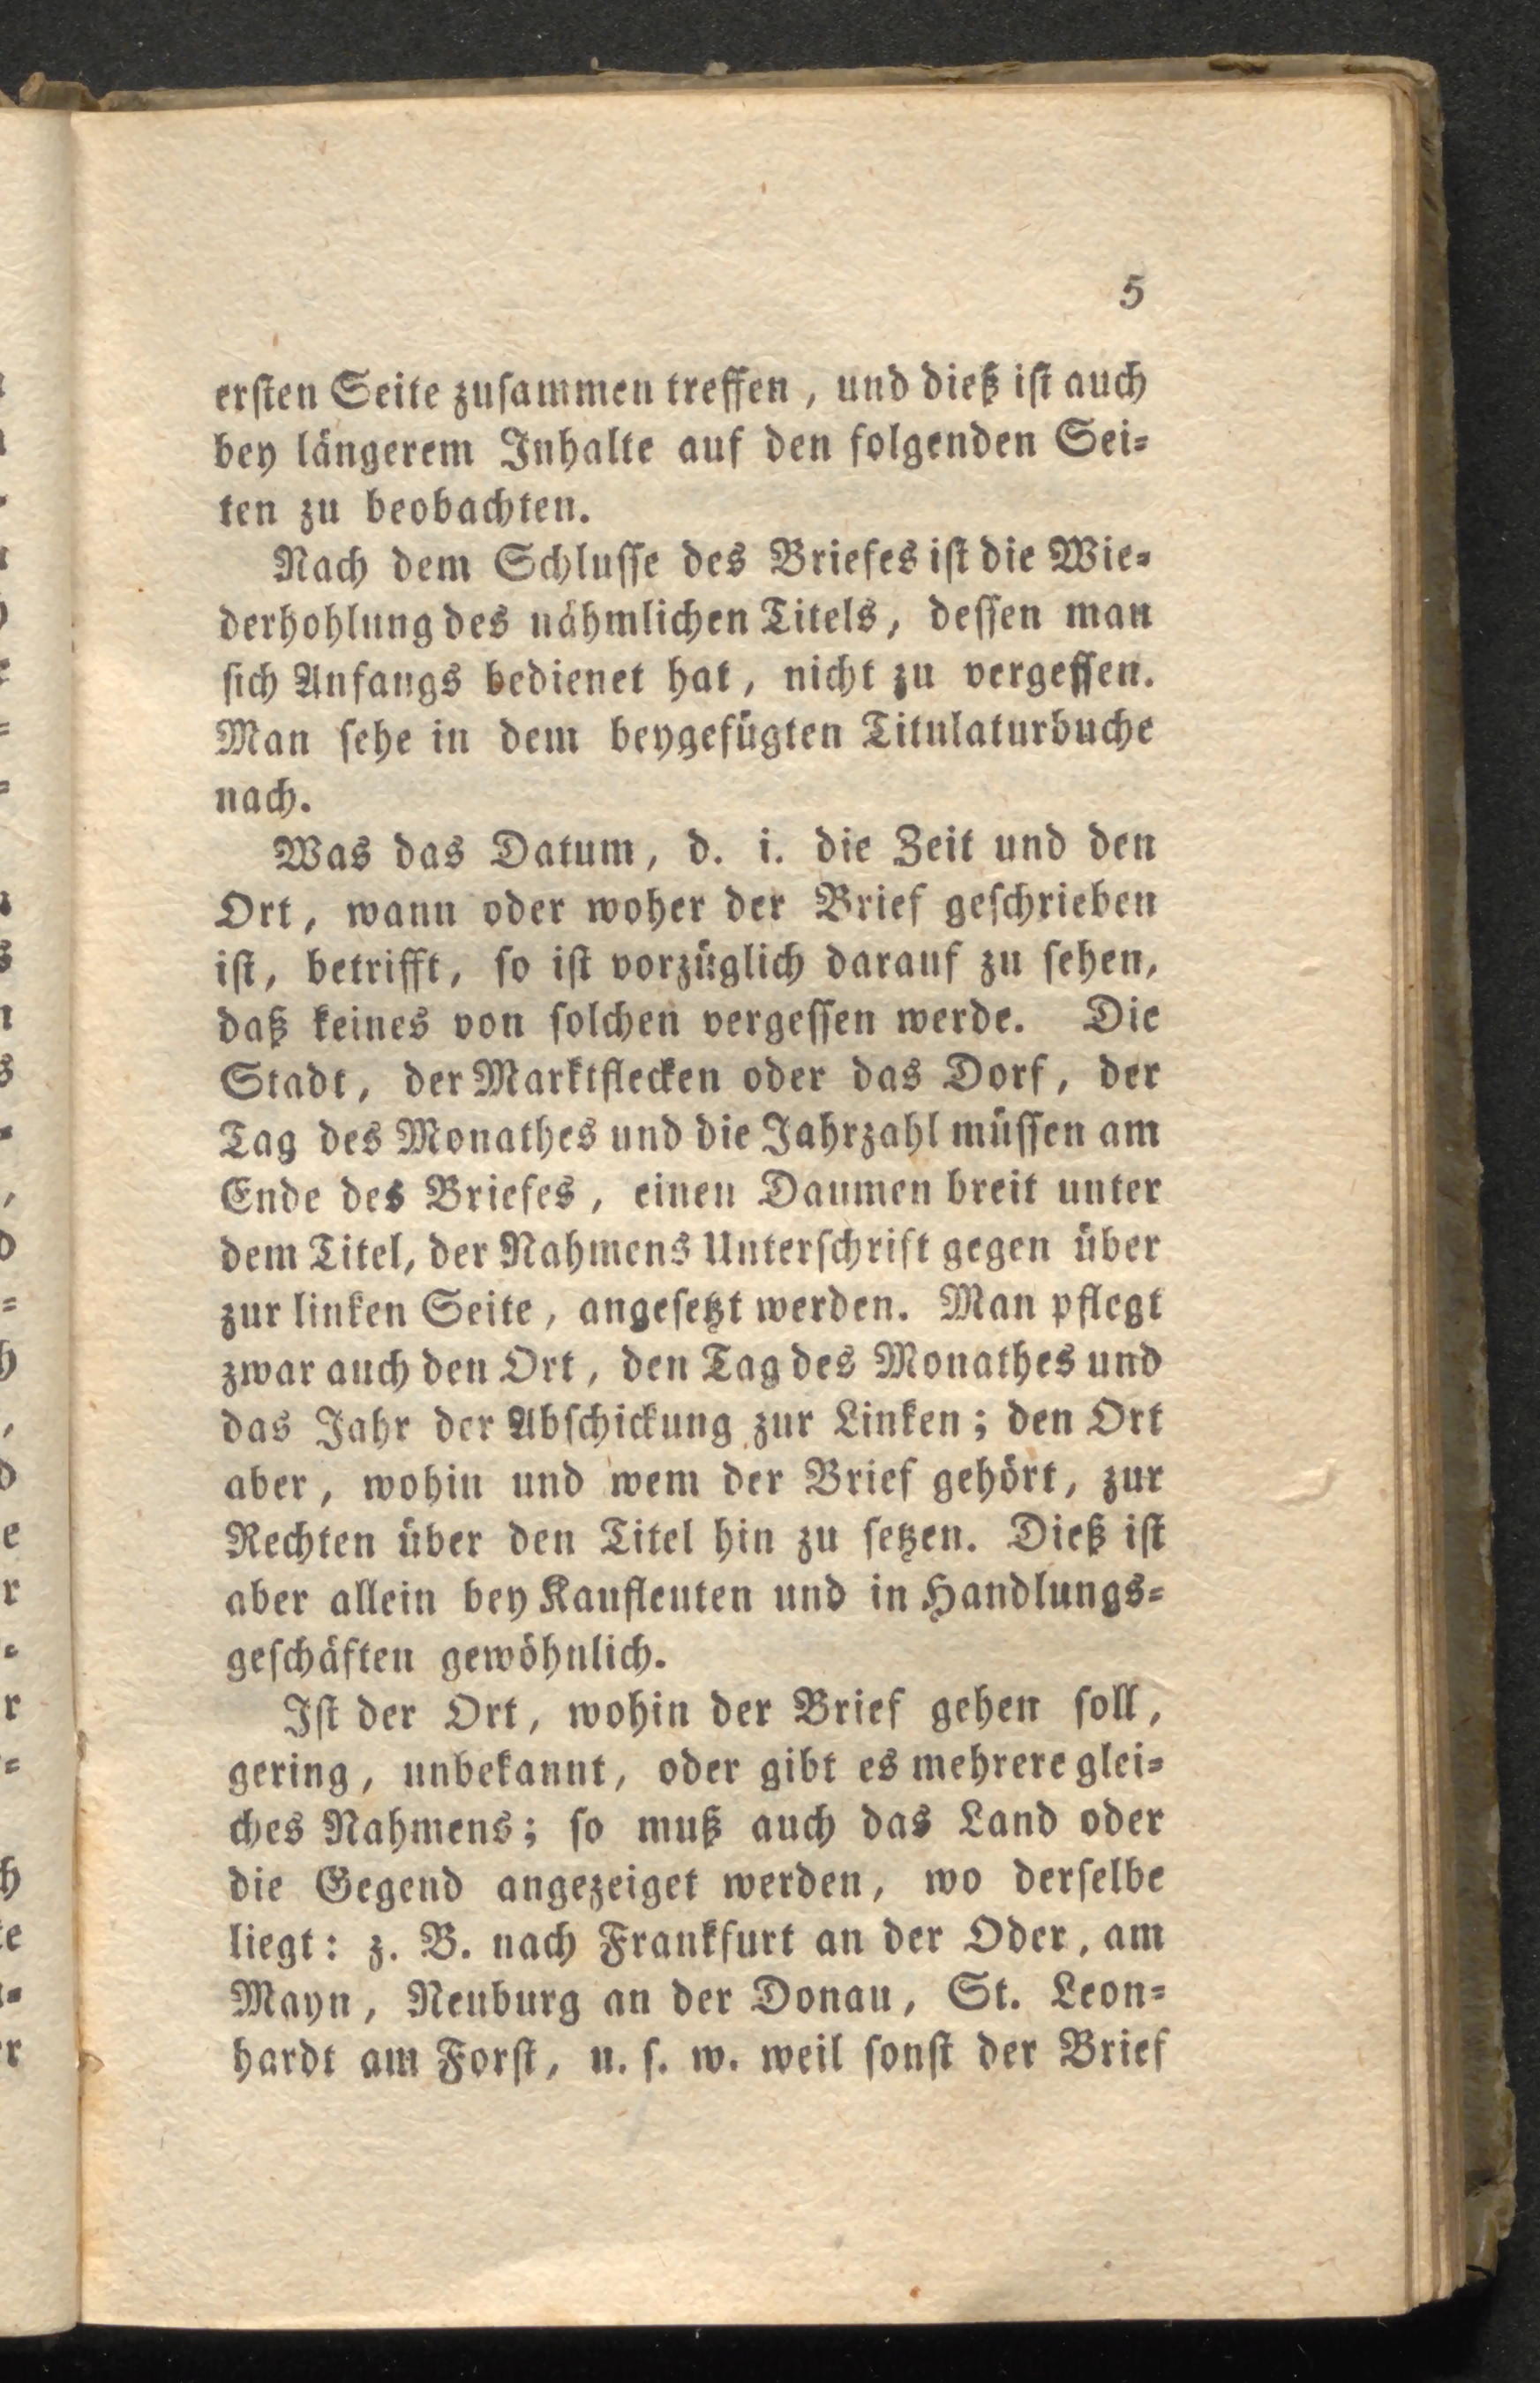 5
ersten Seite zusammen treffen, und dieß ist auch
bey längerem Inhalte auf den folgenden Sei=
ten zu beobachten.
Nach dem Schlusse des Briefes ist die Wie=
derhohlung des nähmlichen Titels, dessen man
sich Anfangs bedienet hat, nicht zu vergessen.
Man sehe in dem beygefügten Titulaturbuche
nach.
Was das Datum, d. i. die Zeit und den
Ort, wann oder woher der Brief geschrieben
ist, betrifft, so ist vorzüglich darauf zu sehen,
daß keines von solchen vergessen werde. Die
Stadt, der Marktflecken oder das Dorf, der
Tag des Monathes und die Jahrzahl müssen am
Ende des Briefes, einen Daumen breit unter
dem Titel, der Nahmens Unterschrift gegen über
zur linken Seite, angesetzt werden. Man pflegt
zwar auch den Ort, den Tag des Monathes und
das Jahr der Abschickung zur Linken; den Ort
aber, wohin und wem der Brief gehört, zur
Rechten über den Titel hin zu setzen. Dieß ist
aber allein bey Kaufleuten und in Handlungs=
geschäften gewöhnlich.
Ist der Ort, wohin der Brief gehen soll,
gering, unbekannt, oder gibt es mehrere glei=
ches Nahmens; so muß auch das Land oder
die Gegend angezeiget werden, wo derselbe
liegt: z. B. nach Frankfurt an der Oder, am
Mayn, Neuburg an der Donau, St. Leon=
hardt am Forst, u. s. w. weil sonst der Brief